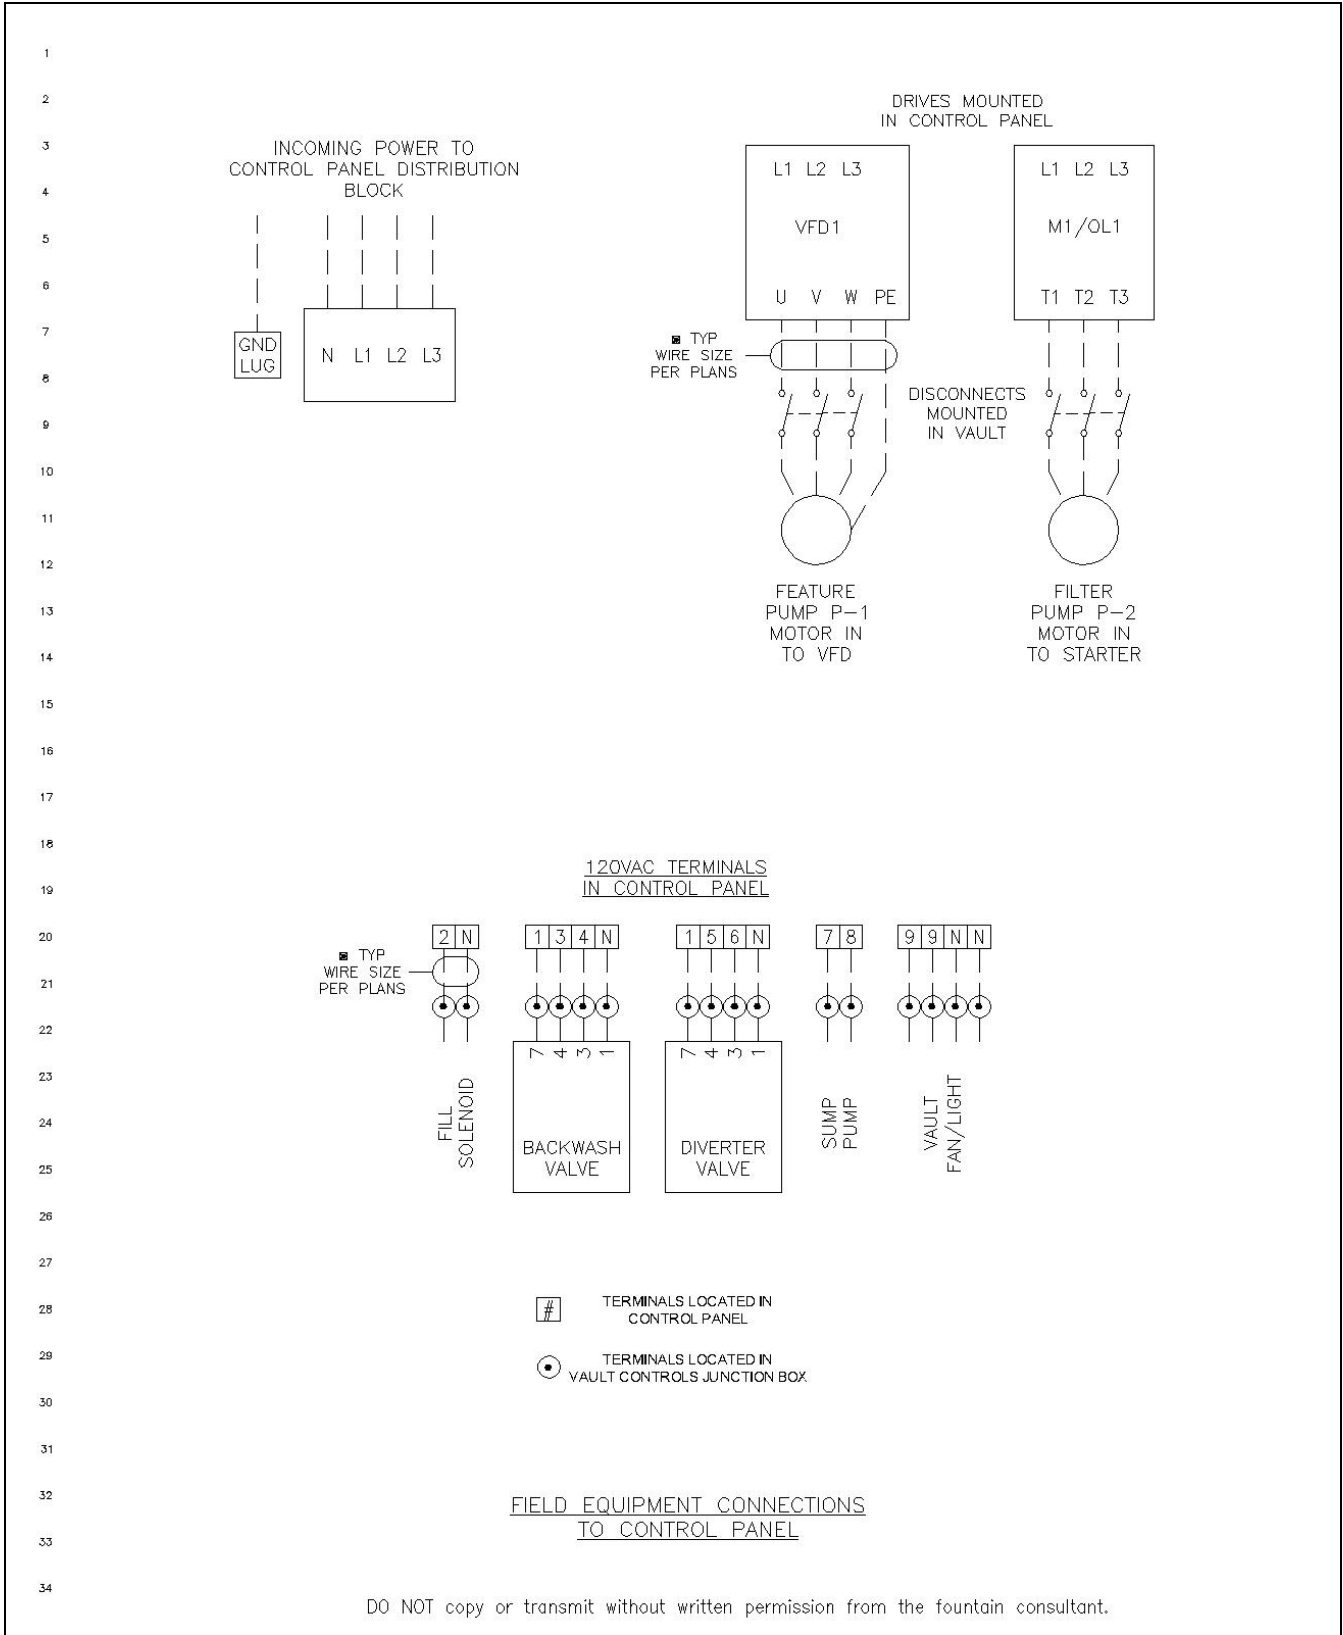 1
2
DRIVES MOUNTED
IN CONTROL PANEL
3
INCOMING POWER TO
CONTROL PANEL DISTRIBUTION
BLOCK
L1 L2 L3
L1 L2 L3
4
5
VFD1
M1/OL1
6
U V W PE
T1 T2 T3
7
GND
LUG
N L1 L2 L3
TYP
WIRE SIZE
PER PLANS
8
DISCONNECTS
MOUNTED
IN VAULT
9
10
11
12
FEATURE
PUMP P-1
MOTOR IN
TO VFD
FILTER
PUMP P-2
MOTOR IN
TO STARTER
13
14
15
16
17
18
120VAC TERMINALS
IN CONTROL PANEL
19
20
2 N
1 3 4 N
1 5 6 N
7 8
9 9 N N
TYP
WIRE SIZE
PER PLANS
21
22
7 4 3 1
7 4 3 1
23
FILL
SOLENOID
BACKWASH
VALVE
DIVERTER
VALVE
SUMP
PUMP
VAULT
FAN/LIGHT
24
25
26
27
28
#
TERMINALS LOCATED IN
CONTROL PANEL
29
TERMINALS LOCATED IN
VAULT CONTROLS JUNCTION BOX
30
31
32
FIELD EQUIPMENT CONNECTIONS
TO CONTROL PANEL
33
34
DO NOT copy or transmit without written permission from the fountain consultant.